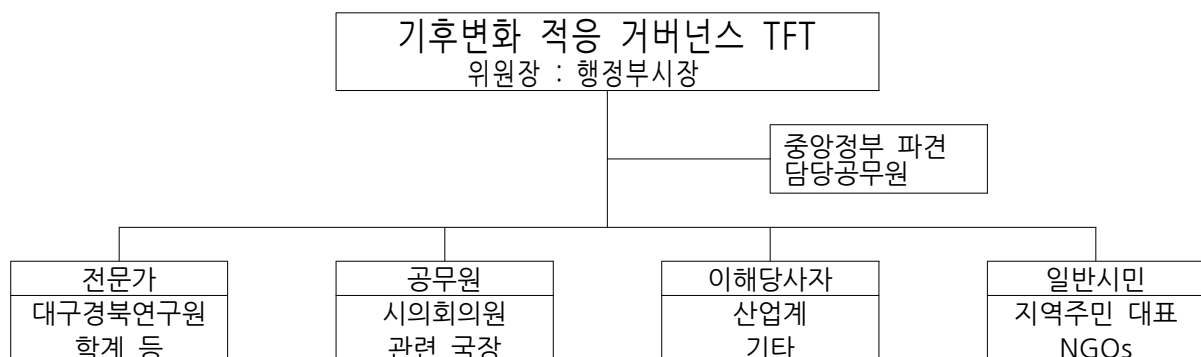 기후변화 적응 거버넌스 TFT
위원장 : 행정부시장
중앙정부 파견
담당공무원
전문가
대구경북연구원
학계 등
공무원
시의회의원
관련 국장
이해당사자
산업계
기타
일반시민
지역주민 대표
NGOs